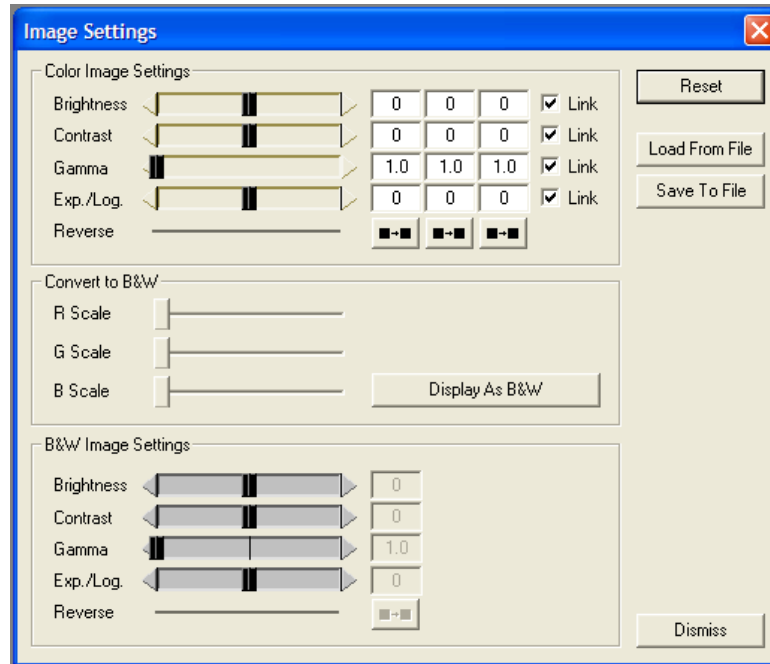 Image Settings
Color Image Settings
Brightness 0 0 0 Link
Contrast 0 0 0 Link
Gamma 1.0 1.0 1.0 Link
Exp./Log. 0 0 0 Link
Reverse
Convert to B&W
R Scale
G Scale
B Scale Display As B&W
B&W Image Settings
Brightness 0
Contrast 0
Gamma 1.0
Exp./Log. 0
Reverse
Reset
Load From File
Save To File
Dismiss